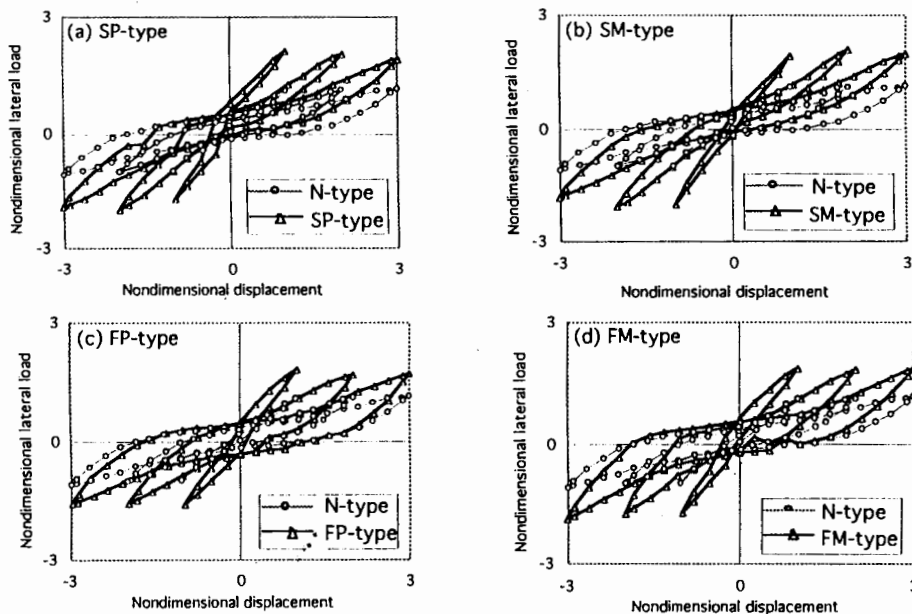 (a) SP-type
3
0
-3
-3
0
3
Nondimensional lateral load
Nondimensional displacement
N-type
SP-type
(b) SM-type
3
0
-3
-3
0
3
Nondimensional lateral load
Nondimensional displacement
N-type
SM-type
(c) FP-type
3
0
-3
-3
0
3
Nondimensional lateral load
Nondimensional displacement
N-type
FP-type
(d) FM-type
3
0
-3
-3
0
3
Nondimensional lateral load
Nondimensional displacement
N-type
FM-type